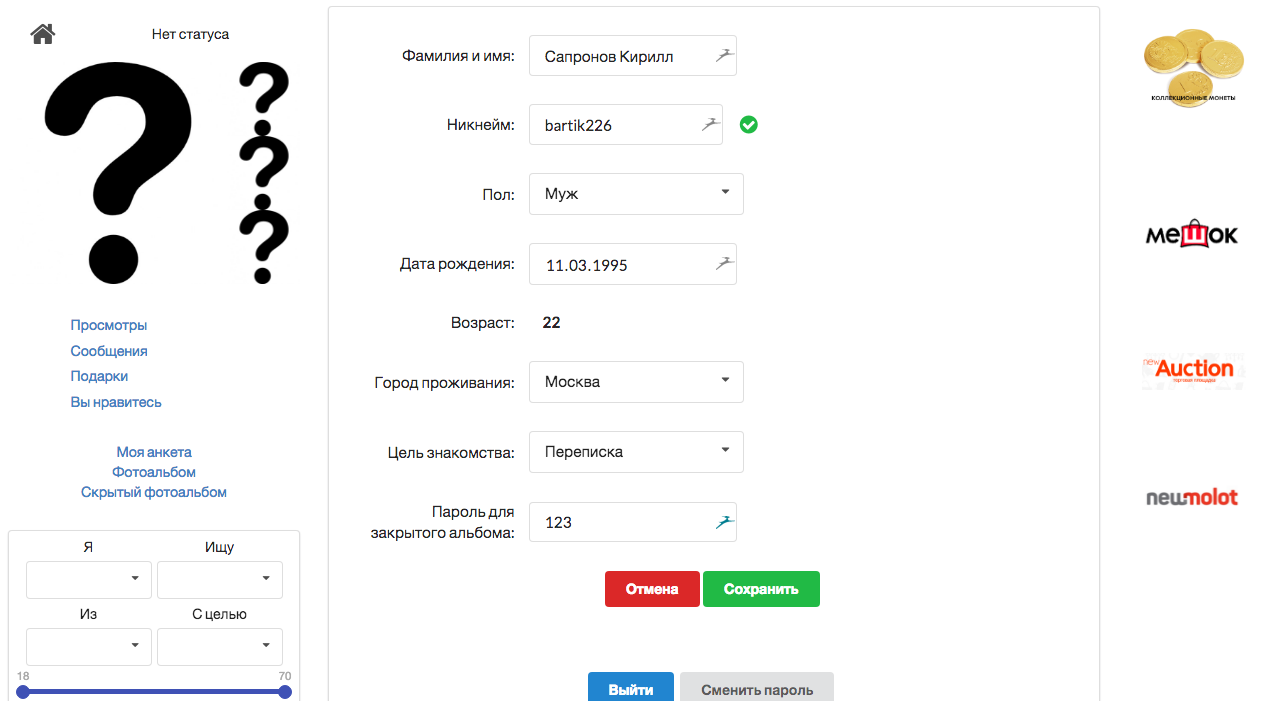 Нет статуса
Просмотры
Сообщения
Подарки
Вы нравитесь
Моя анкета
Фотоальбом
Скрытый фотоальбом
Я
Ищу
Из
С целью
18
70
Фамилия и имя:
Сапронов Кирилл
Никнейм:
bartik226
Пол:
Муж
Дата рождения:
11.03.1995
Возраст:
22
Город проживания:
Москва
Цель знакомства:
Переписка
Пароль для
закрытого альбома:
123
Отмена
Сохранить
Выйти
Сменить пароль
КОЛЛЕКЦИОННЫЕ МОНЕТЫ
мешок
new
Auction
торговая площадка
newmolot